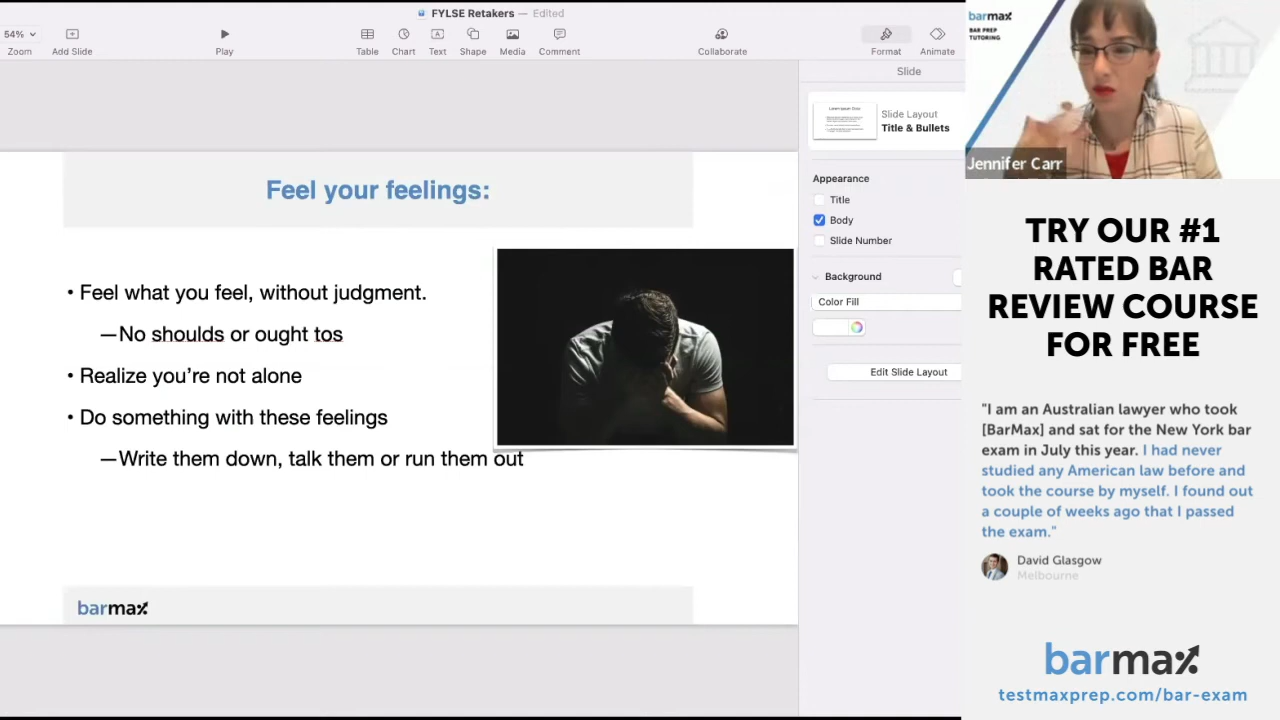 FYLSE Retakers — Edited
54%
Zoom
Add Slide
Play
Table
Chart
Text
Shape
Media
Comment
Collaborate
Format
Animate
Slide
Slide Layout
Title & Bullets
Appearance
Title
Body
Slide Number
Background
Color Fill
Edit Slide Layout
Feel your feelings:
• Feel what you feel, without judgment.
—No shoulds or ought tos
• Realize you're not alone
• Do something with these feelings
—Write them down, talk them or run them out
barmax
barmax
BAR PREP
TUTORING
Jennifer Carr
TRY OUR #1
RATED BAR
REVIEW COURSE
FOR FREE
"I am an Australian lawyer who took
[BarMax] and sat for the New York bar
exam in July this year. I had never
studied any American law before and
took the course by myself. I found out
a couple of weeks ago that I passed
the exam."
David Glasgow
Melbourne
barmax
testmaxprep.com/bar-exam